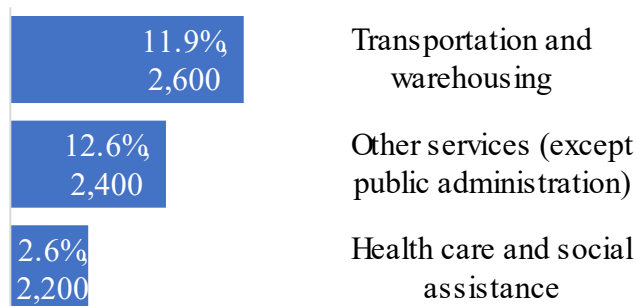 11.9%, Transportation and
2,600 warehousing
12.6%, Other services (except
2,400 public administration)
2.6%, Health care and social
2,200 assistance